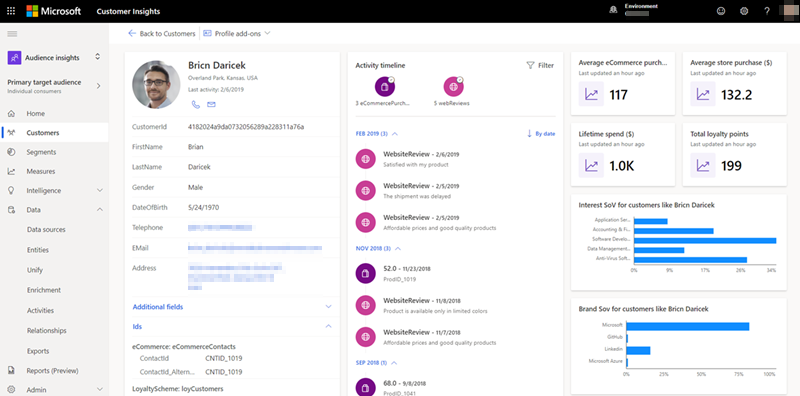 Microsoft
Customer Insights
Environment
?
Audience insights
Primary target audience
Individual consumers
Home
Customers
Segments
Measures
Intelligence
Data
Data sources
Entities
Unify
Enrichment
Activities
Relationships
Exports
Reports (Preview)
Admin
Back to Customers
Profile add-ons
Bricn Daricek
Overland Park, Kansas, USA
Last activity: 2/6/2019
CustomerId 4182024a9da0732056289a228311a76a
FirstName Brian
LastName Daricek
Gender Male
DateOfBirth 5/24/1970
Telephone
EMail
Address
Additional fields
Ids
eCommerce: eCommerceContacts
ContactId CNTID_1019
ContactId_Altern... CNTID_1019
LoyaltyScheme: loyCustomers
Activity timeline
Filter
3 eCommercePurch...
5 webReviews
FEB 2019 (3)
By date
WebsiteReview - 2/6/2019
Satisfied with my product
WebsiteReview - 2/5/2019
The shipment was delayed
WebsiteReview - 2/5/2019
Affordable prices and good quality products
NOV 2018 (3)
52.0 - 11/23/2018
ProdID_1019
WebsiteReview - 11/8/2018
Product is available only in limited colors
WebsiteReview - 11/7/2018
Affordable prices and good quality products
SEP 2018 (1)
68.0 - 9/8/2018
ProdID_1041
Average eCommerce purch...
Last updated an hour ago
117
Average store purchase ($)
Last updated an hour ago
132.2
Lifetime spend ($)
Last updated an hour ago
1.0K
Total loyalty points
Last updated an hour ago
199
Interest SoV for customers like Bricn Daricek
Application Ser...
Accounting & Fi...
Software Develo...
Data Management...
Anti-Virus Soft...
0% 9% 17% 26% 34%
Brand Sov for customers like Bricn Daricek
Microsoft
GitHub
LinkedIn
Microsoft Azure
0% 25% 50% 75% 100%